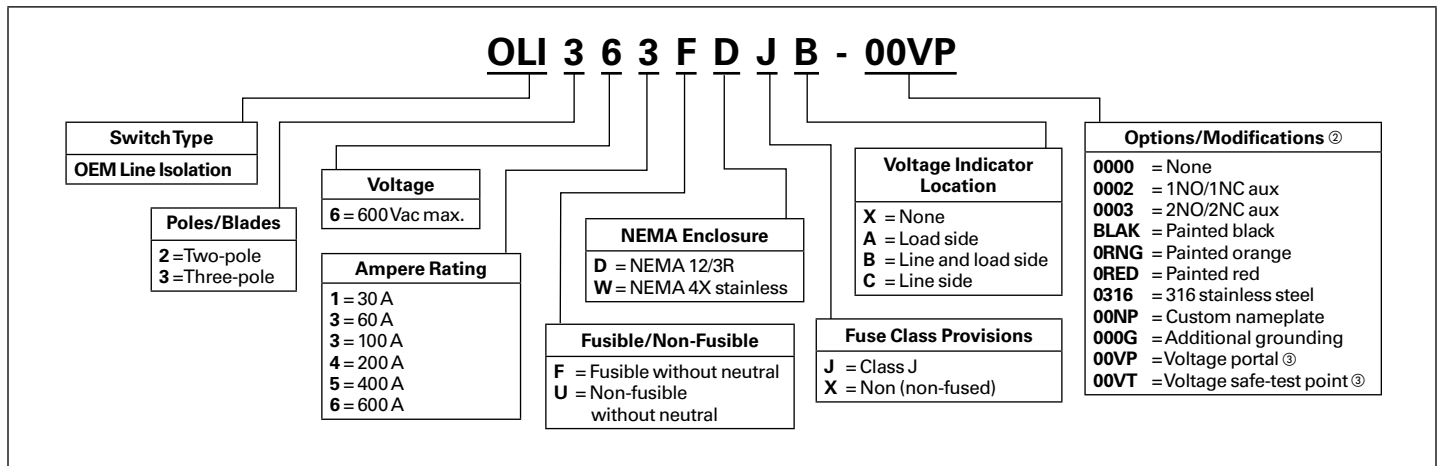 OLI 3 6 3 F D J B - 00VP
Switch Type
OEM Line Isolation
Poles/Blades
2 = Two-pole
3 = Three-pole
Voltage
6 = 600 Vac max.
Ampere Rating
1 = 30 A
3 = 60 A
3 = 100 A
4 = 200 A
5 = 400 A
6 = 600 A
Fusible/Non-Fusible
F = Fusible without neutral
U = Non-fusible
without neutral
NEMA Enclosure
D = NEMA 12/3R
W = NEMA 4X stainless
Fuse Class Provisions
J = Class J
X = Non (non-fused)
Voltage Indicator
Location
X = None
A = Load side
B = Line and load side
C = Line side
Options/Modifications ②
0000 = None
0002 = 1NO/1NC aux
0003 = 2NO/2NC aux
BLAK = Painted black
0RNG = Painted orange
0RED = Painted red
0316 = 316 stainless steel
00NP = Custom nameplate
000G = Additional grounding
00VP = Voltage portal ③
00VT = Voltage safe-test point ③